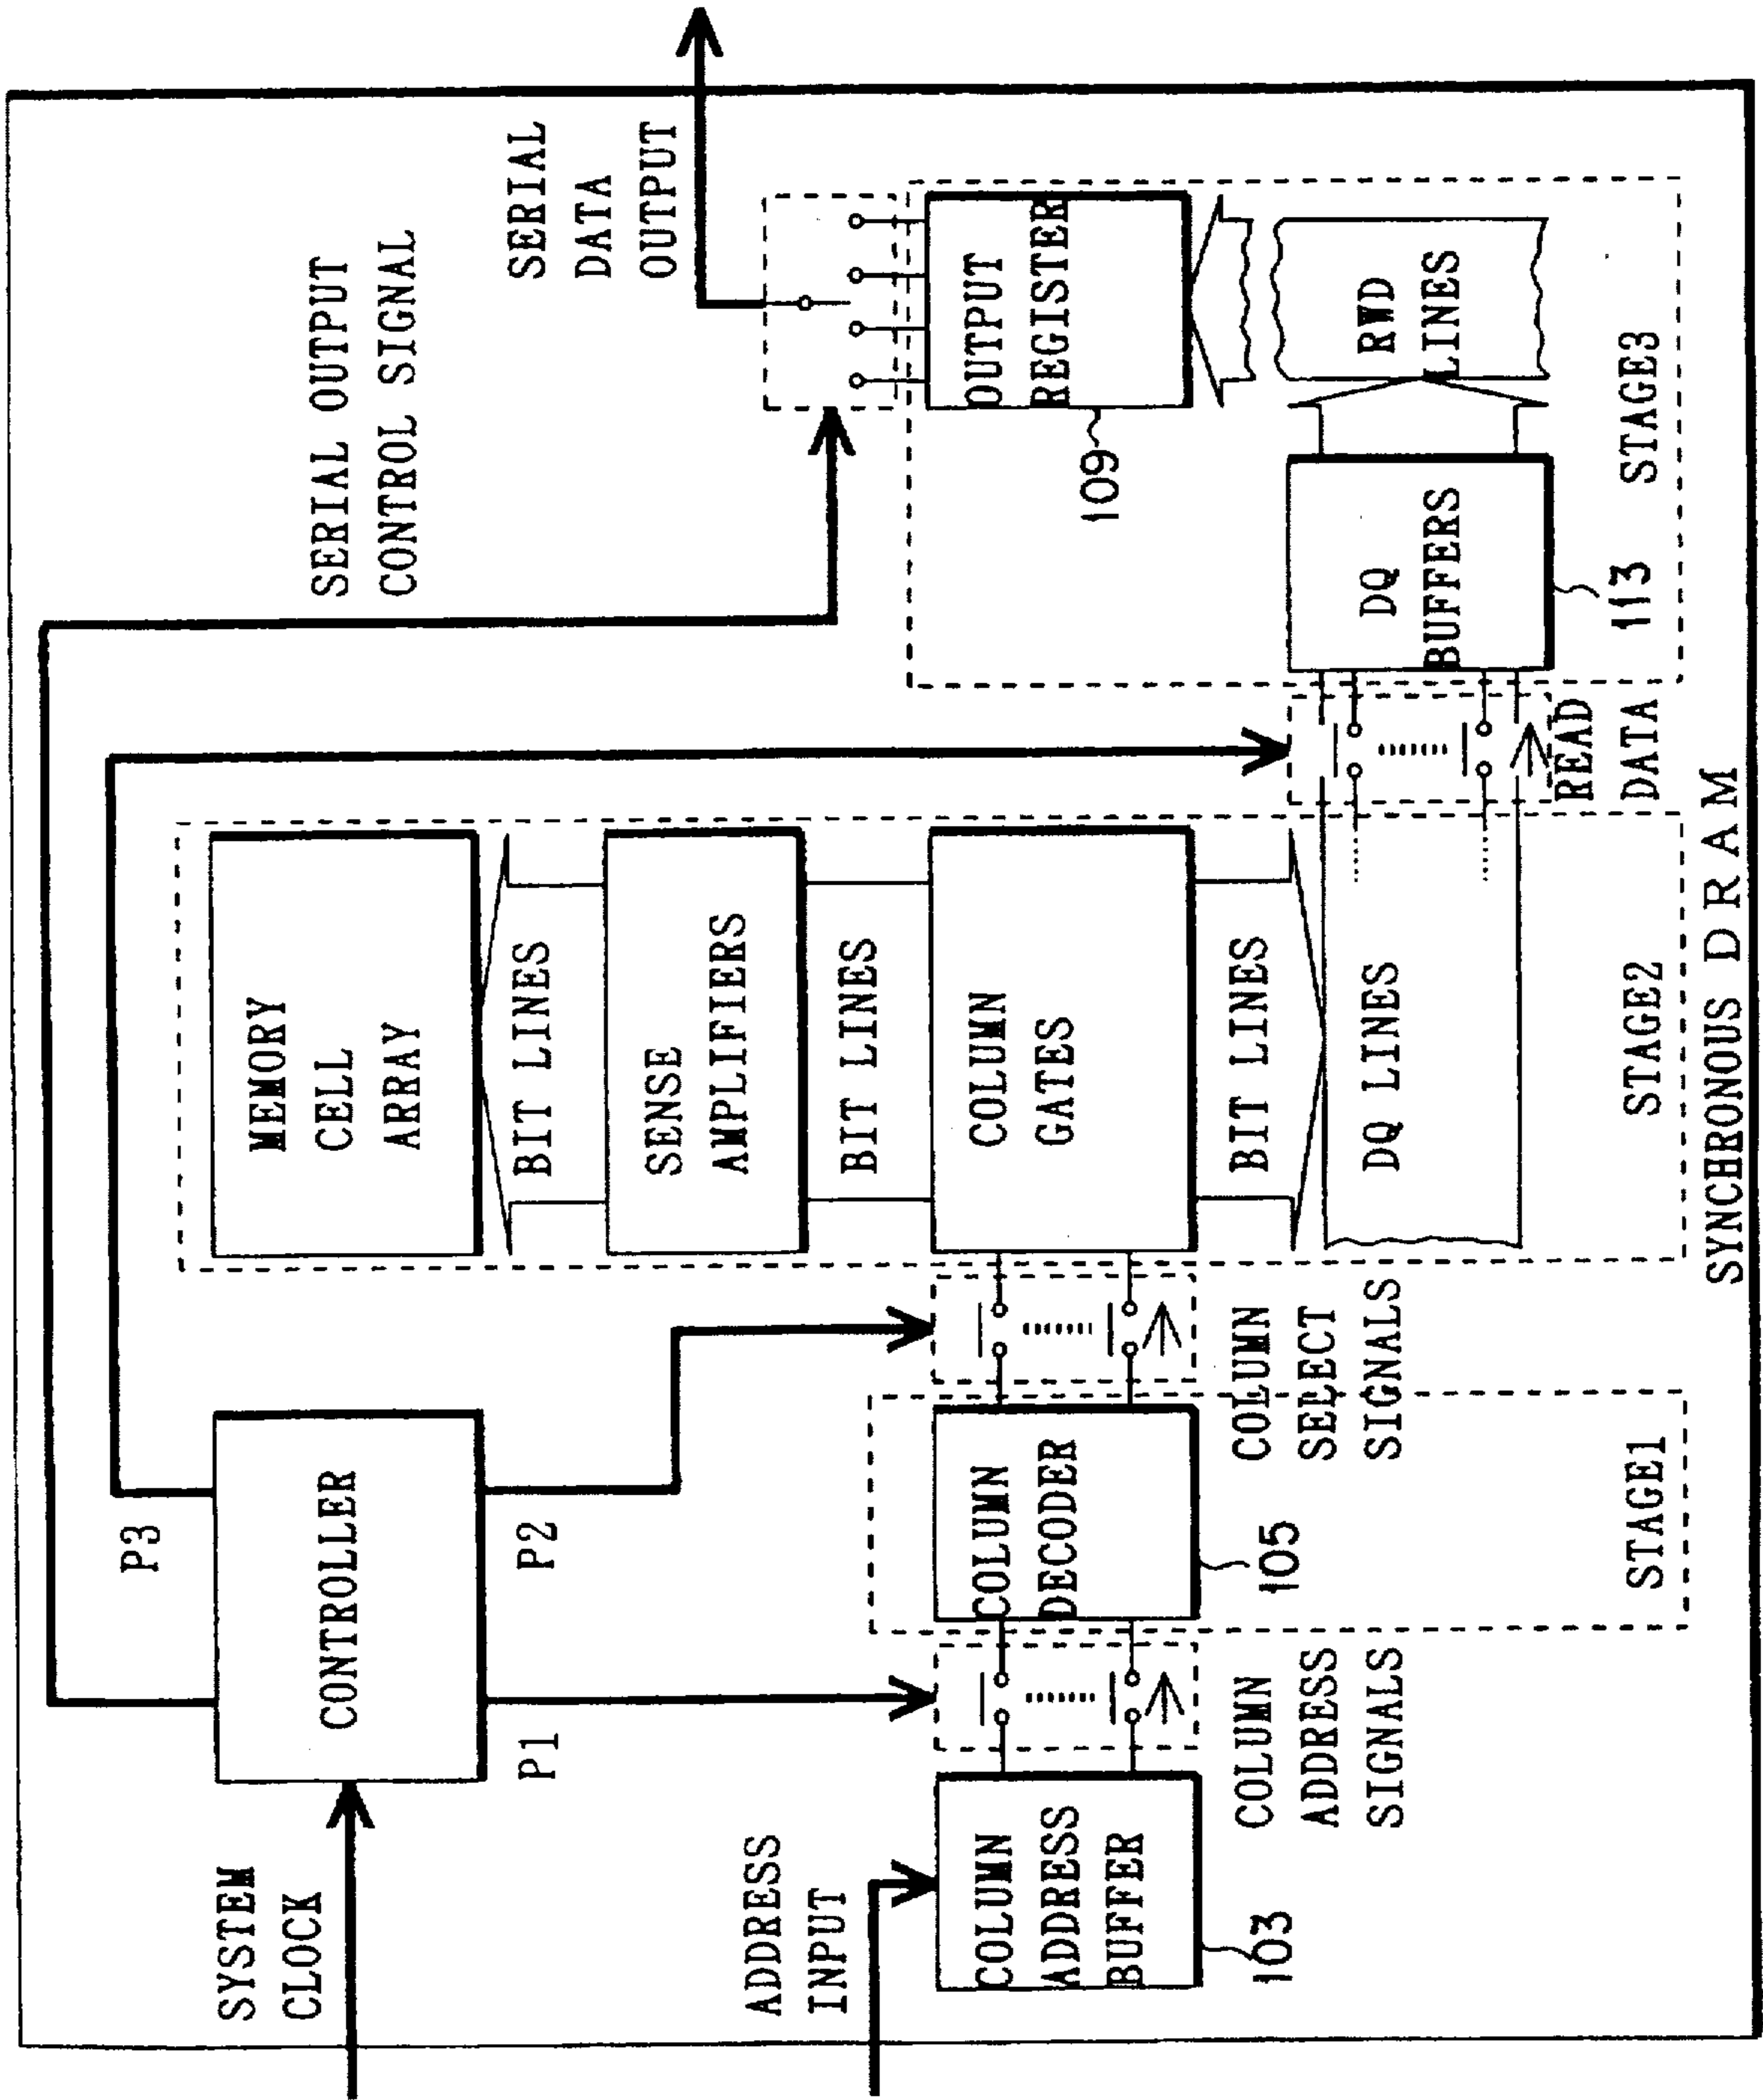 SYSTEM
CLOCK
CONTROLLER
P3
P1
P2
SERIAL OUTPUT
CONTROL SIGNAL
SERIAL
DATA
OUTPUT
ADDRESS
INPUT
COLUMN
ADDRESS
BUFFER
103
COLUMN
ADDRESS
SIGNALS
COLUMN
DECODER
105
STAGE1
COLUMN
SELECT
SIGNALS
MEMORY
CELL
ARRAY
BIT LINES
SENSE
AMPLIFIERS
BIT LINES
COLUMN
GATES
BIT LINES
DQ LINES
STAGE2
READ
DATA
DQ
BUFFERS
113
OUTPUT
REGISTER
109
RWD
LINES
STAGE3
SYNCHRONOUS DRAM